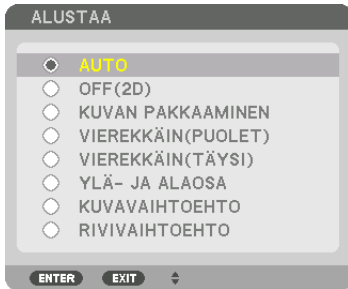 ALUSTAA
AUTO
OFF(2D)
KUVAN PAKKAAMINEN
VIEREKKÄIN(PUOLET)
VIEREKKÄIN(TÄYSI)
YLÄ- JA ALAOSA
KUVAVAIHTOEHTO
RIVIVAIHTOEHTO
ENTER EXIT